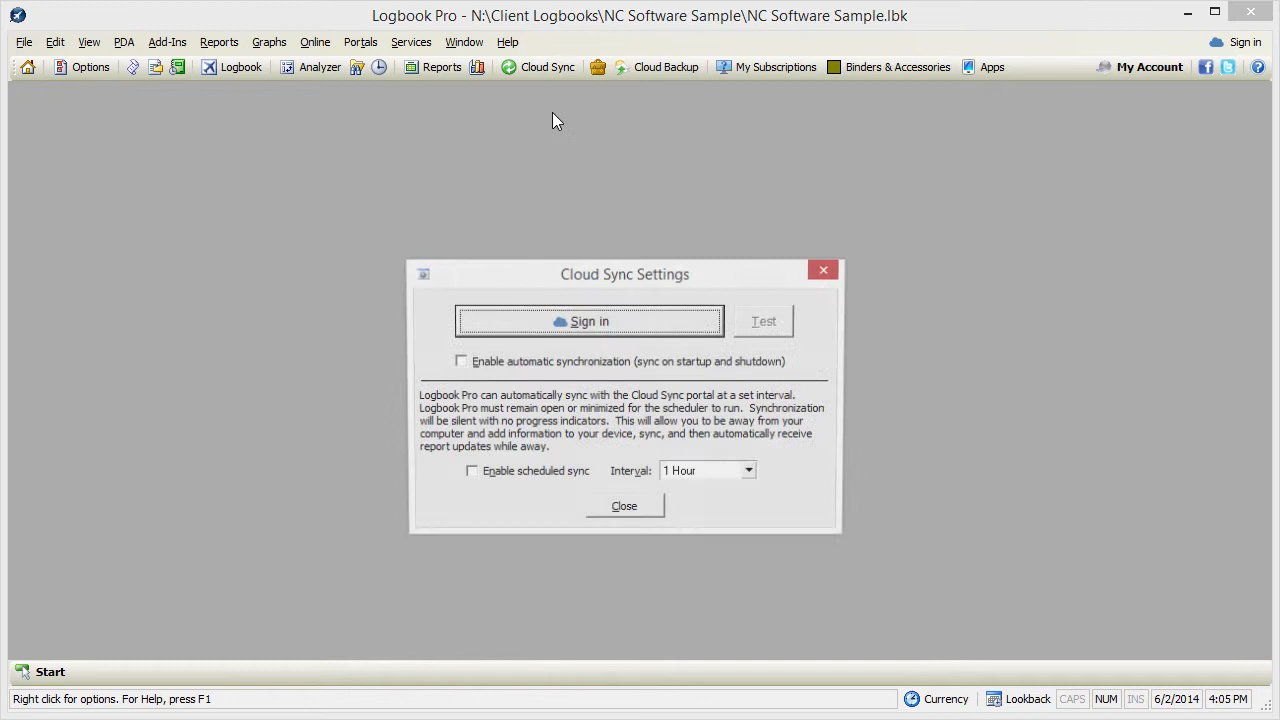 Logbook Pro - N:\Client Logbooks\NC Software Sample\NC Software Sample.lbk
File Edit View PDA Add-Ins Reports Graphs Online Portals Services Window Help Sign in
Options Logbook Analyzer Reports Cloud Sync Cloud Backup My Subscriptions Binders & Accessories Apps My Account
Cloud Sync Settings
Sign in Test
Enable automatic synchronization (sync on startup and shutdown)
Logbook Pro can automatically sync with the Cloud Sync portal at a set interval.
Logbook Pro must remain open or minimized for the scheduler to run. Synchronization
will be silent with no progress indicators. This will allow you to be away from your
computer and add information to your device, sync, and then automatically receive
report updates while away.
Enable scheduled sync Interval: 1 Hour
Close
Start
Right click for options. For Help, press F1 Currency Lookback CAPS NUM INS 6/2/2014 4:05 PM